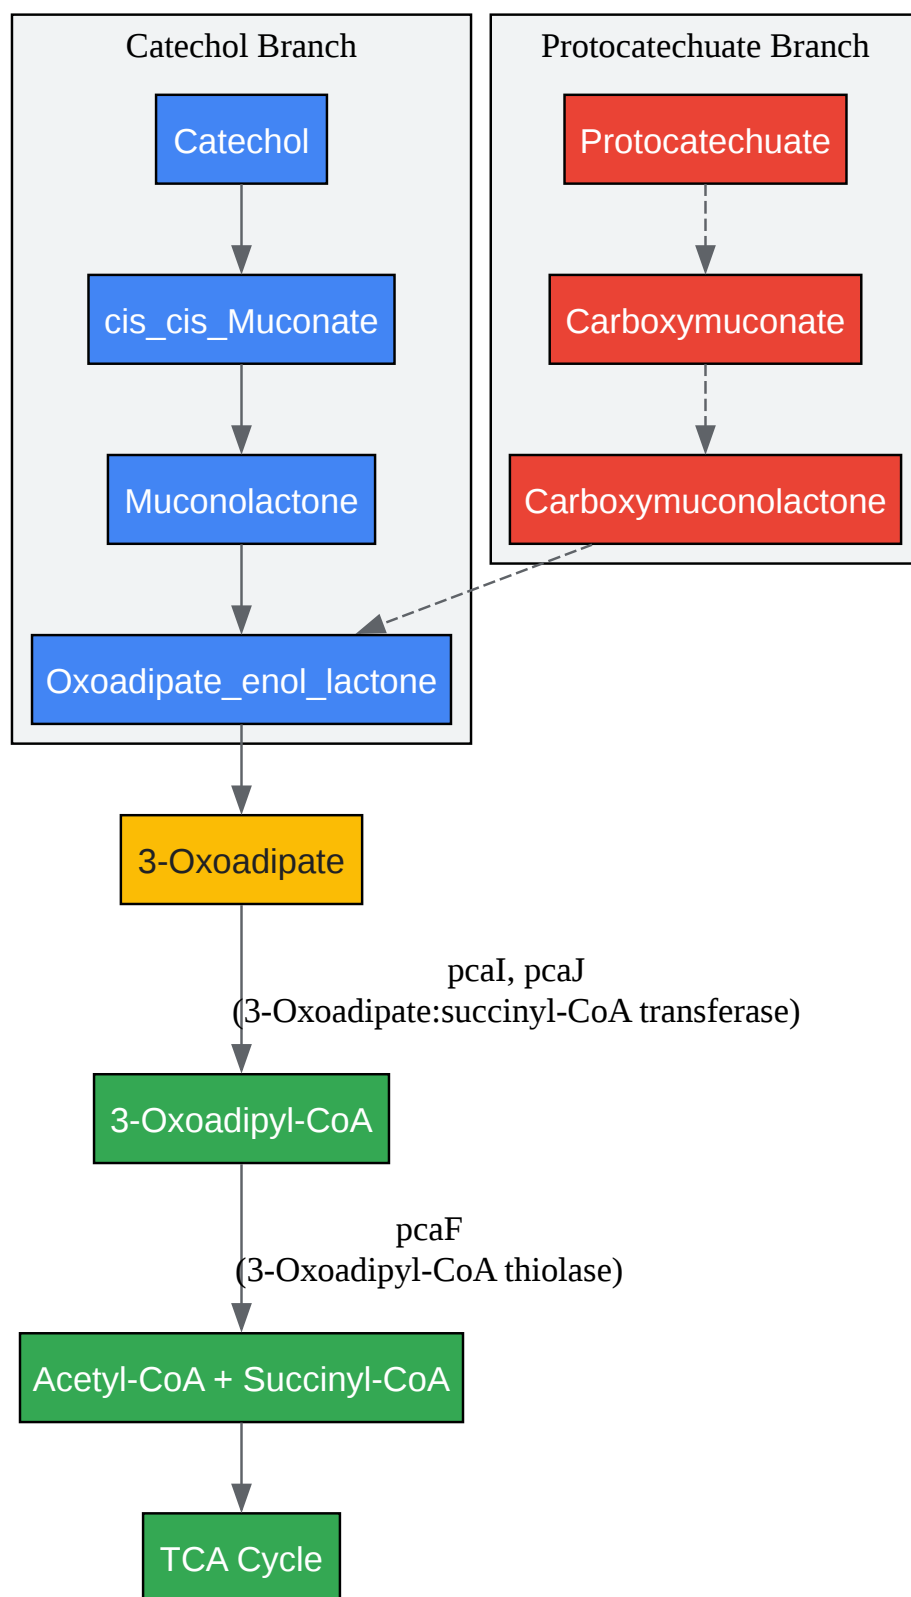 Catechol Branch
Protocatechuate Branch
Catechol
Protocatechuate
cis_cis_Muconate
Carboxymuconate
Muconolactone
Carboxymuconolactone
Oxoadipate_enol_lactone
3-Oxoadipate
pcaI, pcaJ
(3-Oxoadipate:succinyl-CoA transferase)
3-Oxoadipyl-CoA
pcaF
(3-Oxoadipyl-CoA thiolase)
Acetyl-CoA + Succinyl-CoA
TCA Cycle